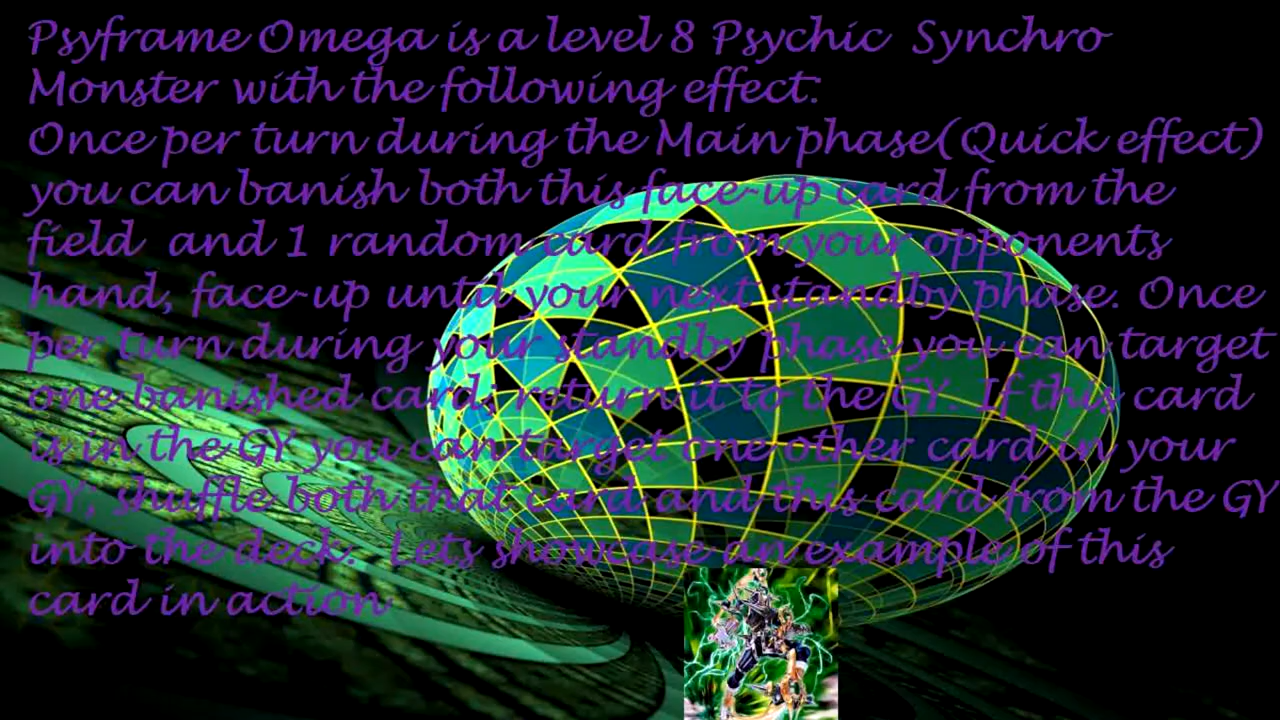 Psyframe Omega is a level 8 Psychic Synchro
Monster with the following effect:
Once per turn during the Main phase(Quick effect)
you can banish both this face-up card from the
field and 1 random card from your opponents
hand, face-up until your next standby phase. Once
per turn during your standby phase you can target
one banished card; return it to the GY. If this card
is in the GY you can target one other card in your
GY; shuffle both that card and this card from the GY
into the deck. Lets showcase an example of this
card in action